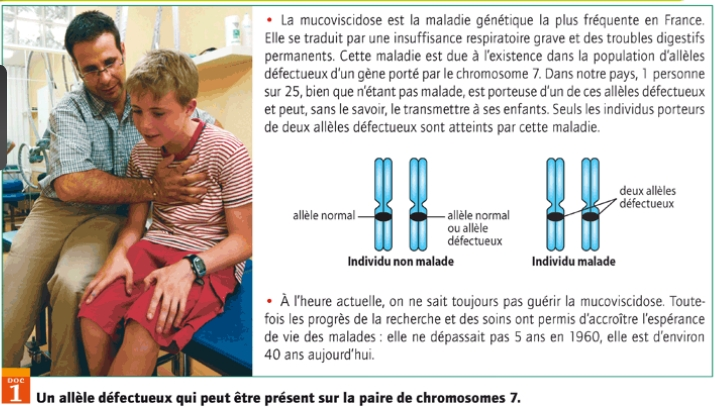 • La mucoviscidose est la maladie génétique la plus fréquente en France.
Elle se traduit par une insuffisance respiratoire grave et des troubles digestifs
permanents. Cette maladie est due à l'existence dans la population d'allèles
défectueux d'un gène porté par le chromosome 7. Dans notre pays, 1 personne
sur 25, bien que n'étant pas malade, est porteuse d'un de ces allèles défectueux
et peut, sans le savoir, le transmettre à ses enfants. Seuls les individus porteurs
de deux allèles défectueux sont atteints par cette maladie.
allèle normal
allèle normal
ou allèle
défectueux
Individu non malade
deux allèles
défectueux
Individu malade
• À l'heure actuelle, on ne sait toujours pas guérir la mucoviscidose. Toute-
fois les progrès de la recherche et des soins ont permis d'accroître l'espérance
de vie des malades : elle ne dépassait pas 5 ans en 1960, elle est d'environ
40 ans aujourd'hui.
DOC
1 Un allèle défectueux qui peut être présent sur la paire de chromosomes 7.